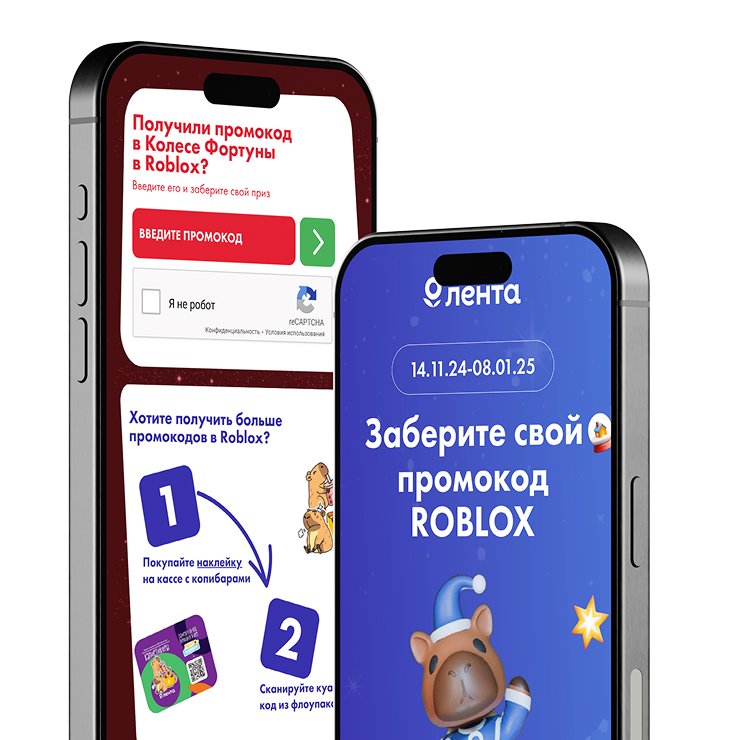 Получили промокод
в Колесе Фортуны
в Roblox?
Введите его и заберите свой приз
ВВЕДИТЕ ПРОМОКОД
Я не робот
reCAPTCHA
Конфиденциальность - Условия использования
Хотите получить больше
промокодов в Roblox?
1
Покупайте наклейку
на кассе с копибарами
лента
2
Сканируйте куа
код из флоупак
лента
14.11.24-08.01.25
Заберите свой
промокод
ROBLOX